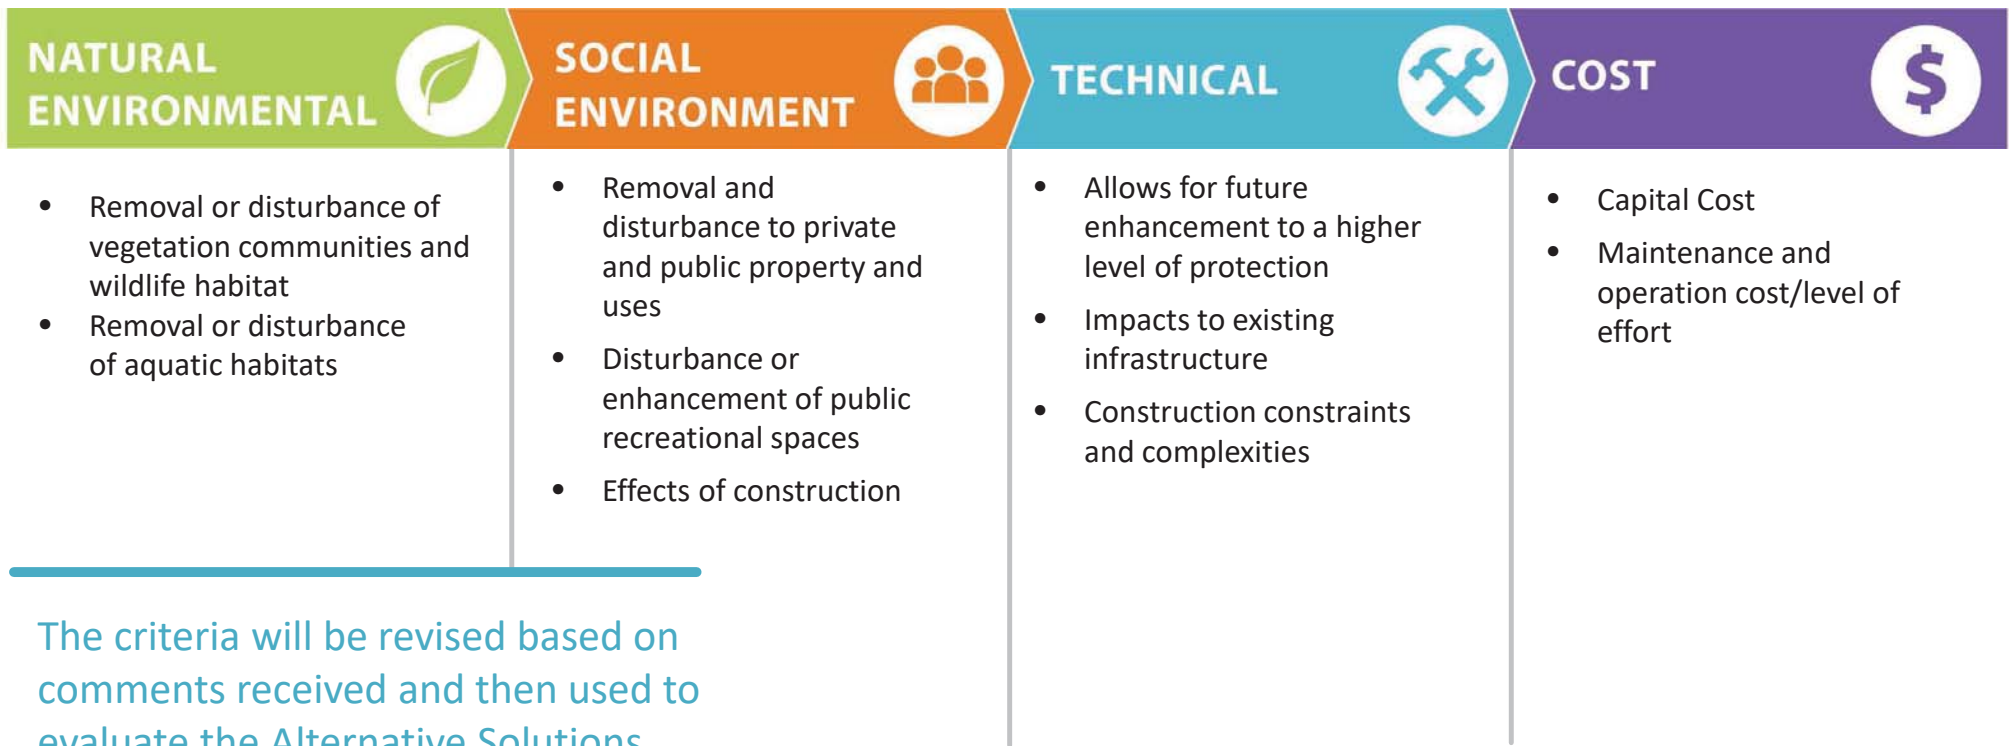 NATURAL
ENVIRONMENTAL
SOCIAL
ENVIRONMENT
TECHNICAL
COST
$
• Removal or disturbance of
vegetation communities and
wildlife habitat
• Removal or disturbance
of aquatic habitats
• Removal and
disturbance to private
and public property and
uses
• Disturbance or
enhancement of public
recreational spaces
• Effects of construction
• Allows for future
enhancement to a higher
level of protection
• Impacts to existing
infrastructure
• Construction constraints
and complexities
• Capital Cost
• Maintenance and
operation cost/level of
effort
The criteria will be revised based on
comments received and then used to
evaluate the Alternative Solutions